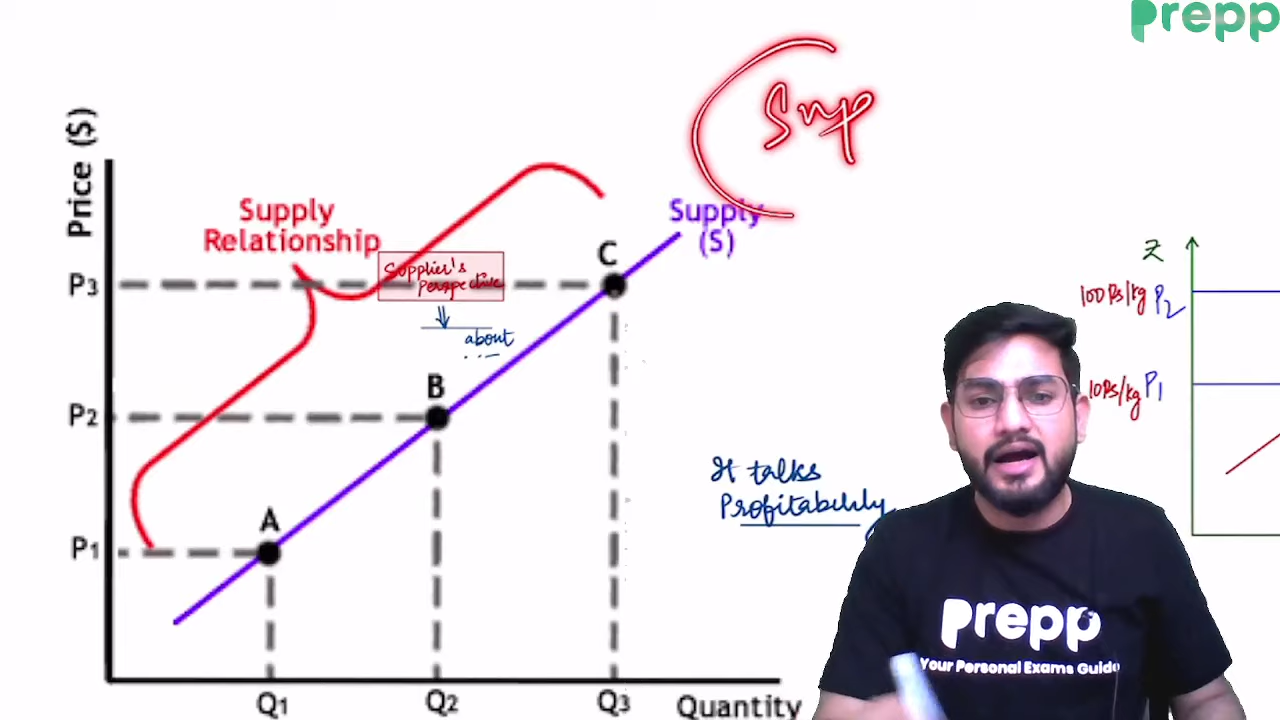 prepp
Sup
Price ($)
Supply
Relationship
Supply
(S)
Supplier's
perspective
about
P3
C
P2
B
P1
A
Q1
Q2
Q3
Quantity
It talks
Profitability
Z
100Rs/kg P2
10Rs/kg P1
prepp
Your Personal Exams Guide